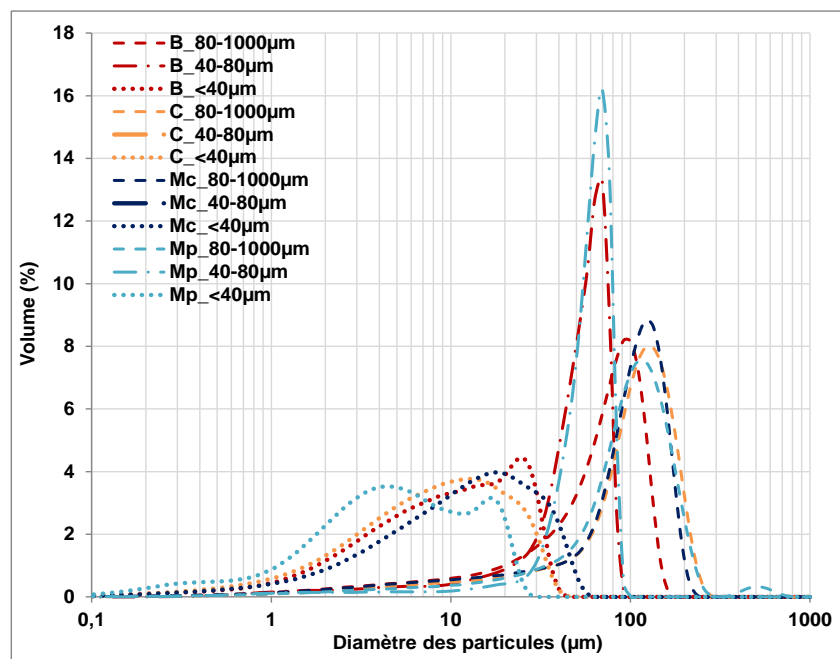 18
16
14
12
10
8
6
4
2
0
Volume (%)
B_80-1000µm
B_40-80µm
B_<40µm
C_80-1000µm
C_40-80µm
C_<40µm
Mc_80-1000µm
Mc_40-80µm
Mc_<40µm
Mp_80-1000µm
Mp_40-80µm
Mp_<40µm
0,1 1 10 100 1000
Diamètre des particules (µm)